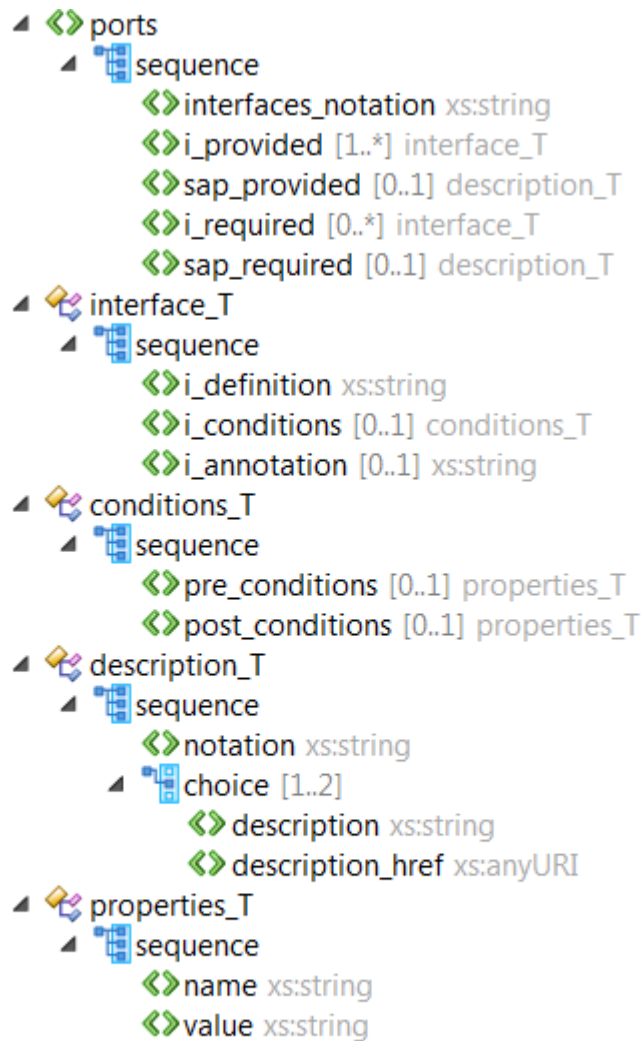 ports
sequence
interfaces_notation xs:string
i_provided [1..*] interface_T
sap_provided [0..1] description_T
i_required [0..*] interface_T
sap_required [0..1] description_T
interface_T
sequence
i_definition xs:string
i_conditions [0..1] conditions_T
i_annotation [0..1] xs:string
conditions_T
sequence
pre_conditions [0..1] properties_T
post_conditions [0..1] properties_T
description_T
sequence
notation xs:string
choice [1..2]
description xs:string
description_href xs:anyURI
properties_T
sequence
name xs:string
value xs:string